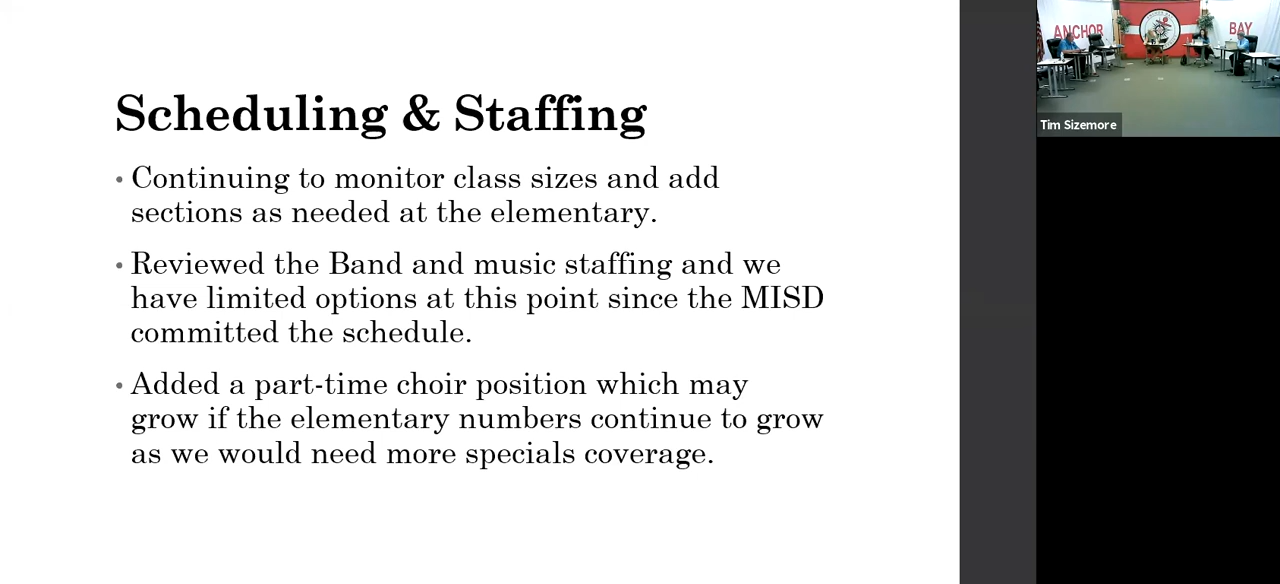 Scheduling & Staffing
• Continuing to monitor class sizes and add
sections as needed at the elementary.
• Reviewed the Band and music staffing and we
have limited options at this point since the MISD
committed the schedule.
• Added a part-time choir position which may
grow if the elementary numbers continue to grow
as we would need more specials coverage.
ANCHOR
BAY
Tim Sizemore